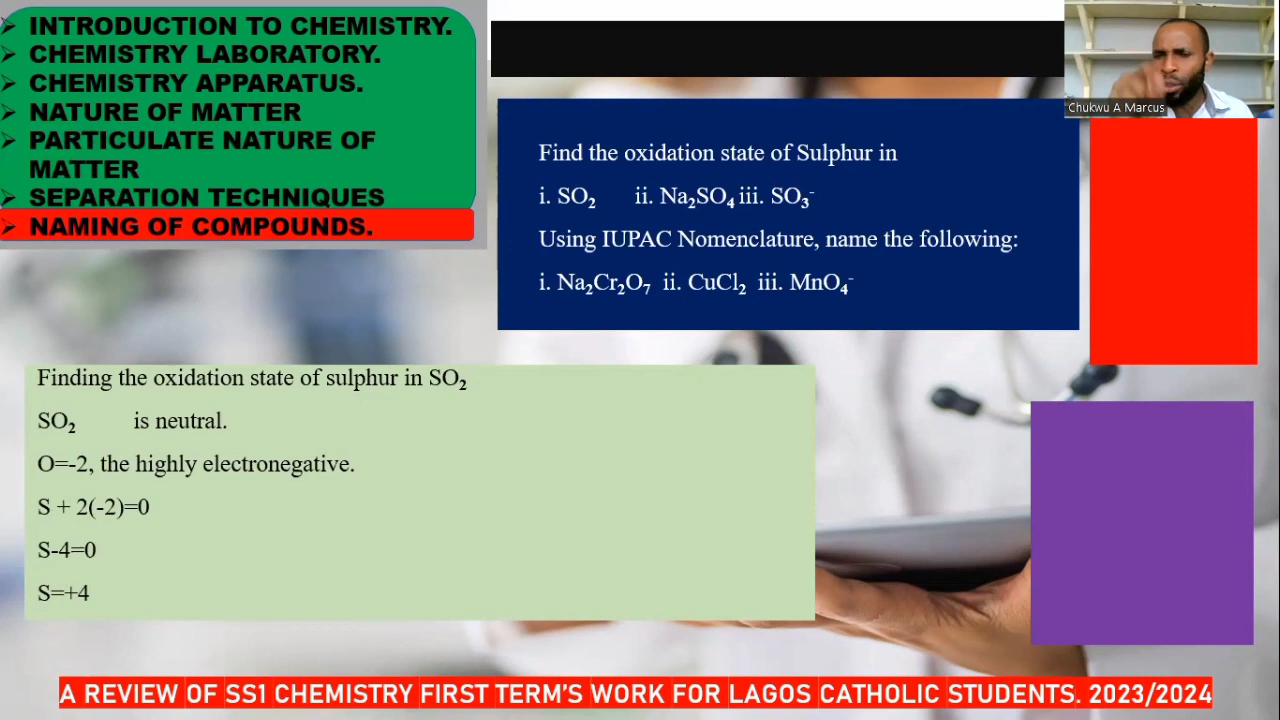 ➢ INTRODUCTION TO CHEMISTRY.
➢ CHEMISTRY LABORATORY.
➢ CHEMISTRY APPARATUS.
➢ NATURE OF MATTER
➢ PARTICULATE NATURE OF
MATTER
➢ SEPARATION TECHNIQUES
➢ NAMING OF COMPOUNDS.
Chukwu A Marcus
Find the oxidation state of Sulphur in
i. SO₂ ii. Na₂SO₄ iii. SO₃⁻
Using IUPAC Nomenclature, name the following:
i. Na₂Cr₂O₇ ii. CuCl₂ iii. MnO₄⁻
Finding the oxidation state of sulphur in SO₂
SO₂ is neutral.
O=-2, the highly electronegative.
S + 2(-2)=0
S-4=0
S=+4
A REVIEW OF SS1 CHEMISTRY FIRST TERM'S WORK FOR LAGOS CATHOLIC STUDENTS. 2023/2024